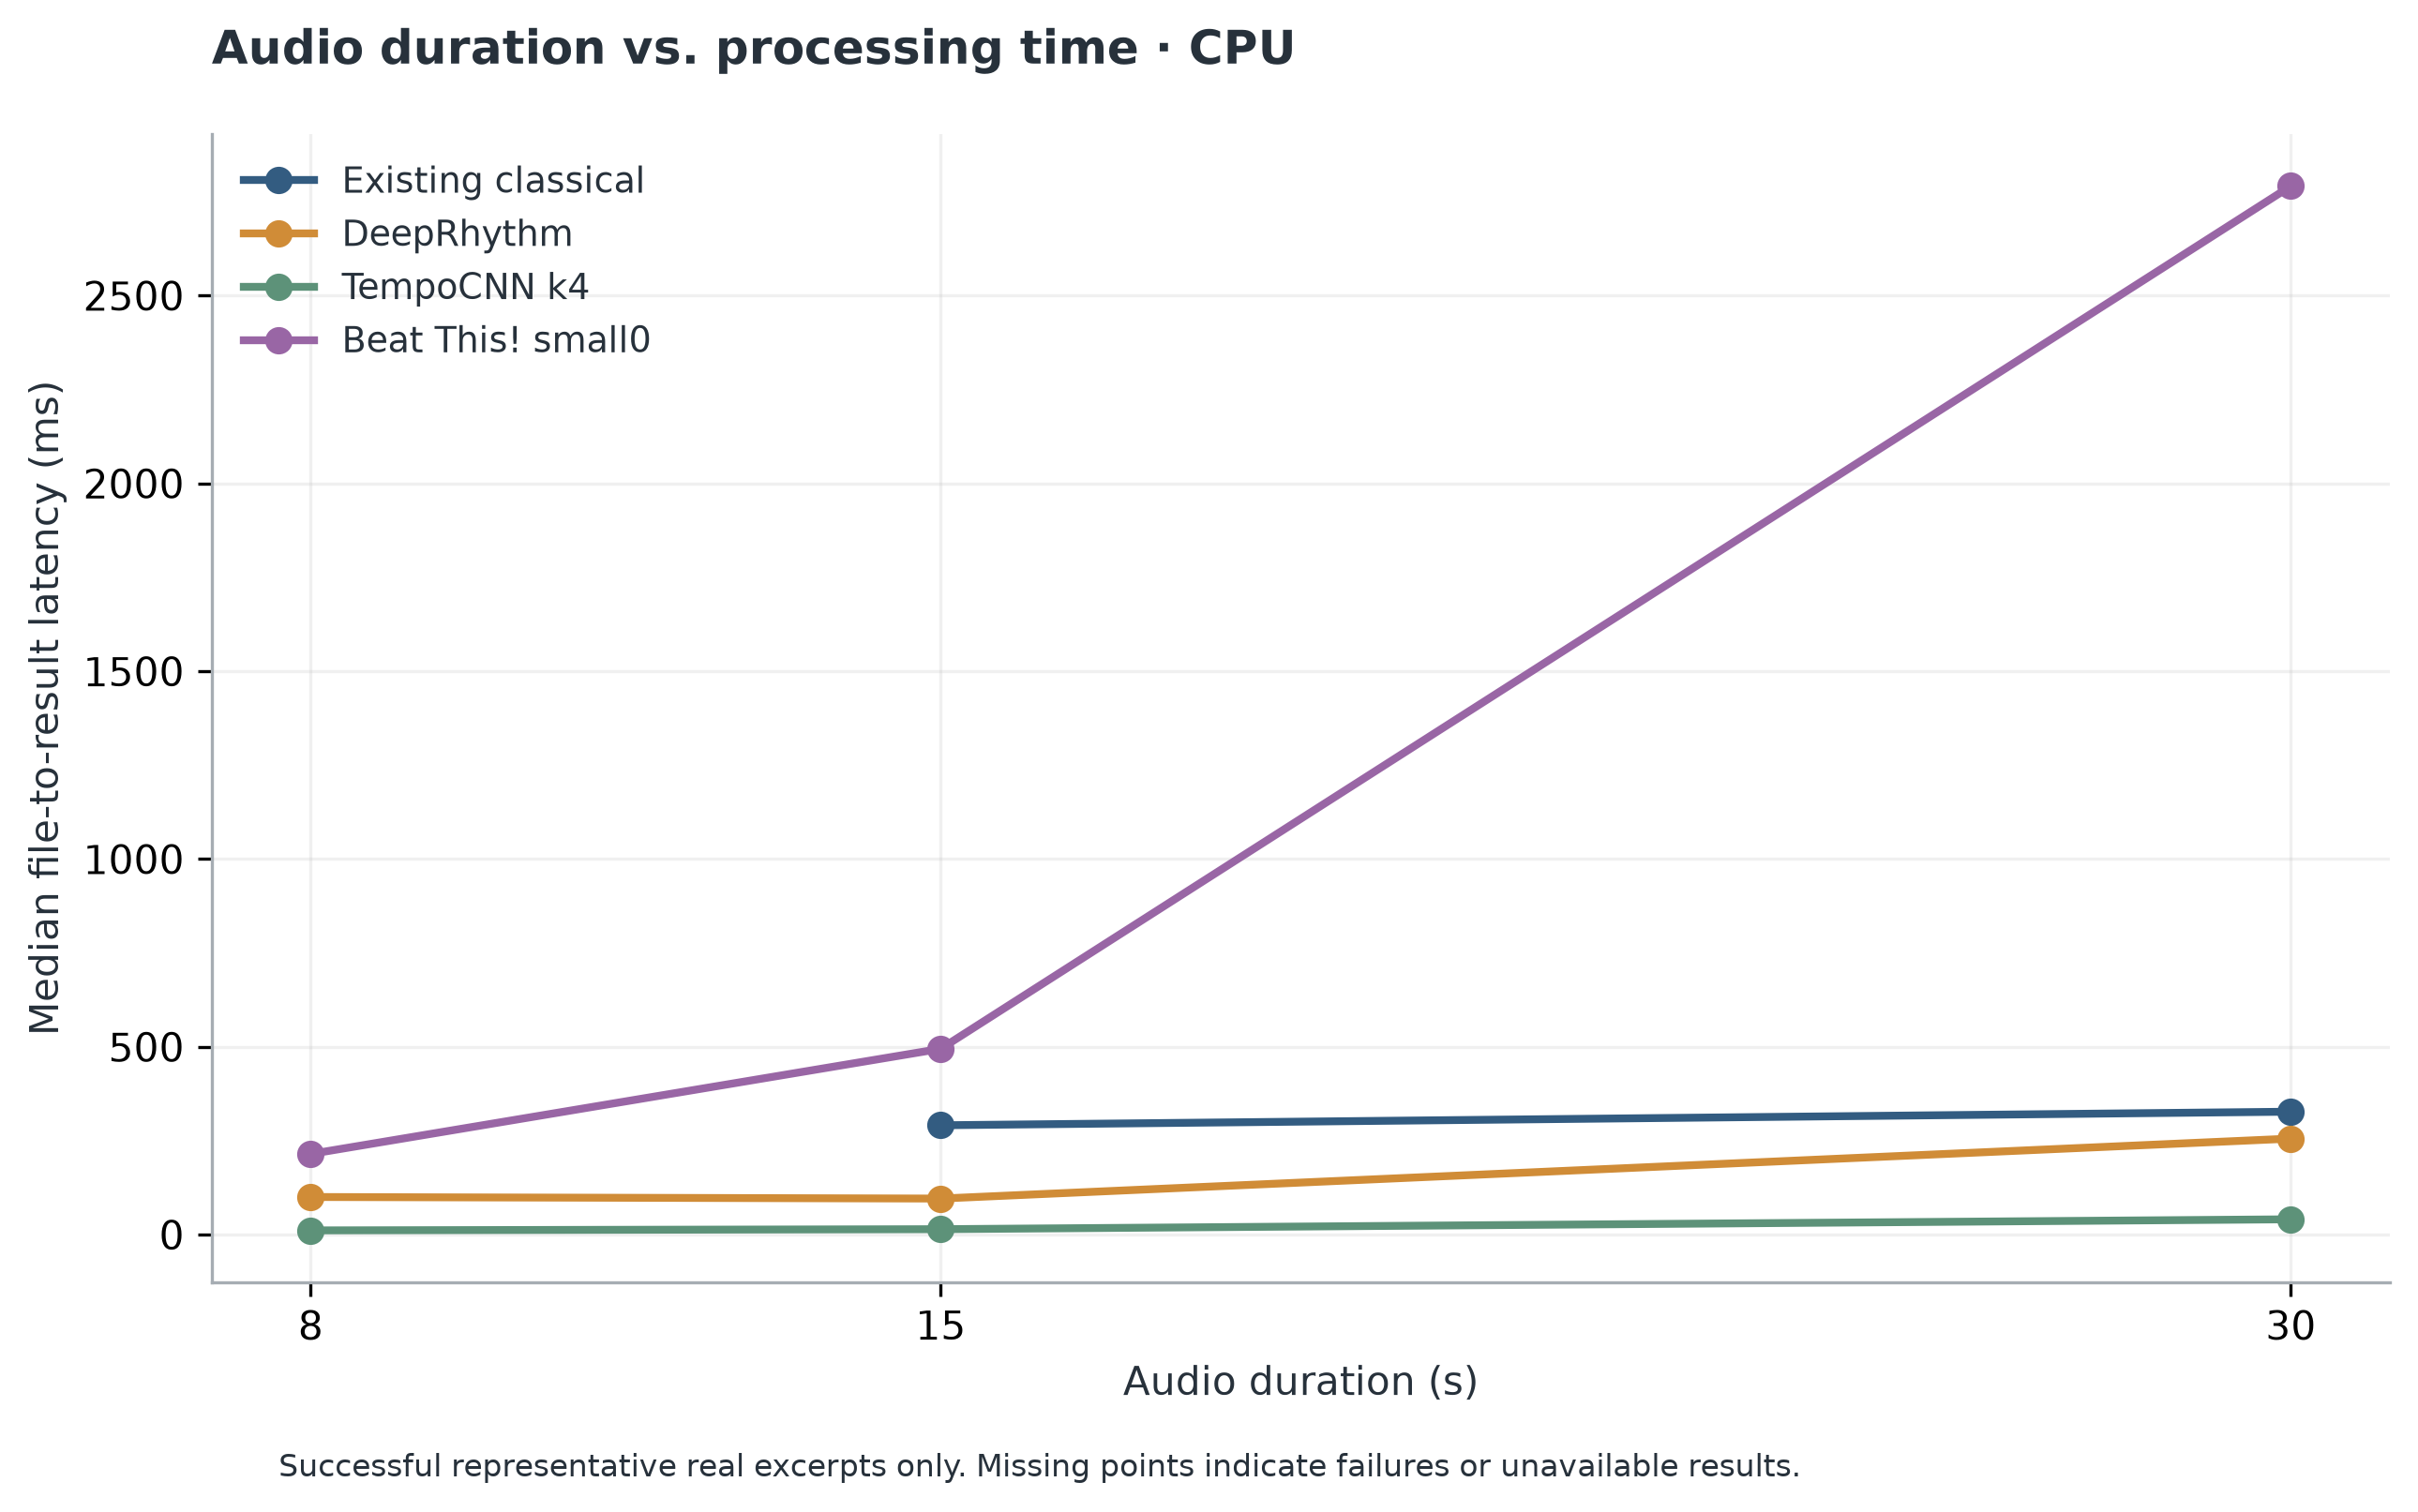 Audio duration vs. processing time · CPU
Existing classical
DeepRhythm
TempoCNN k4
Beat This! small0
Median file-to-result latency (ms)
2500
2000
1500
1000
500
0
8 15 30
Audio duration (s)
Successful representative real excerpts only. Missing points indicate failures or unavailable results.